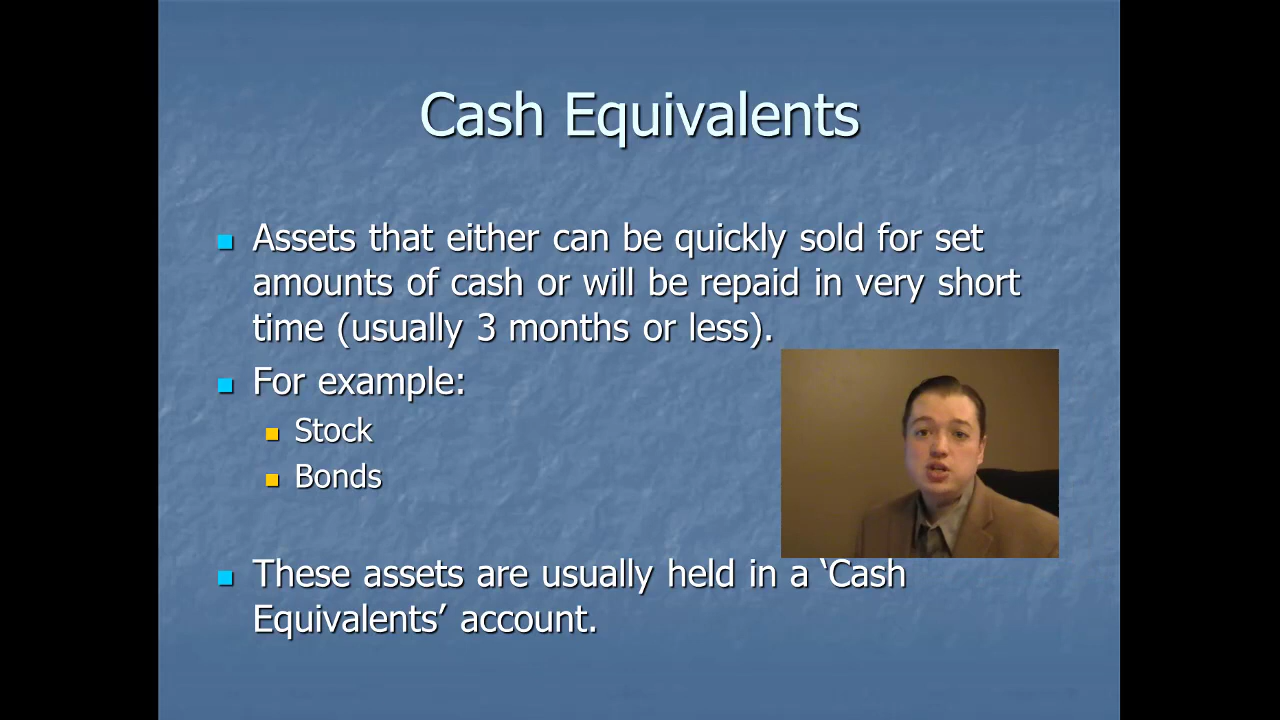 Cash Equivalents
Assets that either can be quickly sold for set
amounts of cash or will be repaid in very short
time (usually 3 months or less).
For example:
Stock
Bonds
These assets are usually held in a ‘Cash
Equivalents’ account.